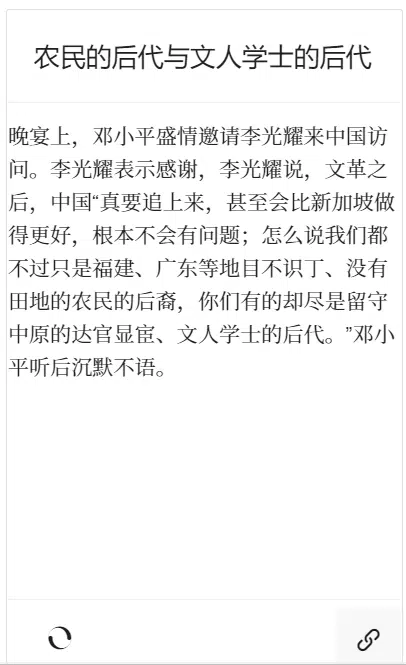 农民的后代与文人学士的后代
晚宴上，邓小平盛情邀请李光耀来中国访
问。李光耀表示感谢，李光耀说，文革之
后，中国“真要追上来，甚至会比新加坡做
得更好，根本不会有问题；怎么说我们都
不过只是福建、广东等地目不识丁、没有
田地的农民的后裔，你们有的却尽是留守
中原的达官显宦、文人学士的后代。”邓小
平听后沉默不语。